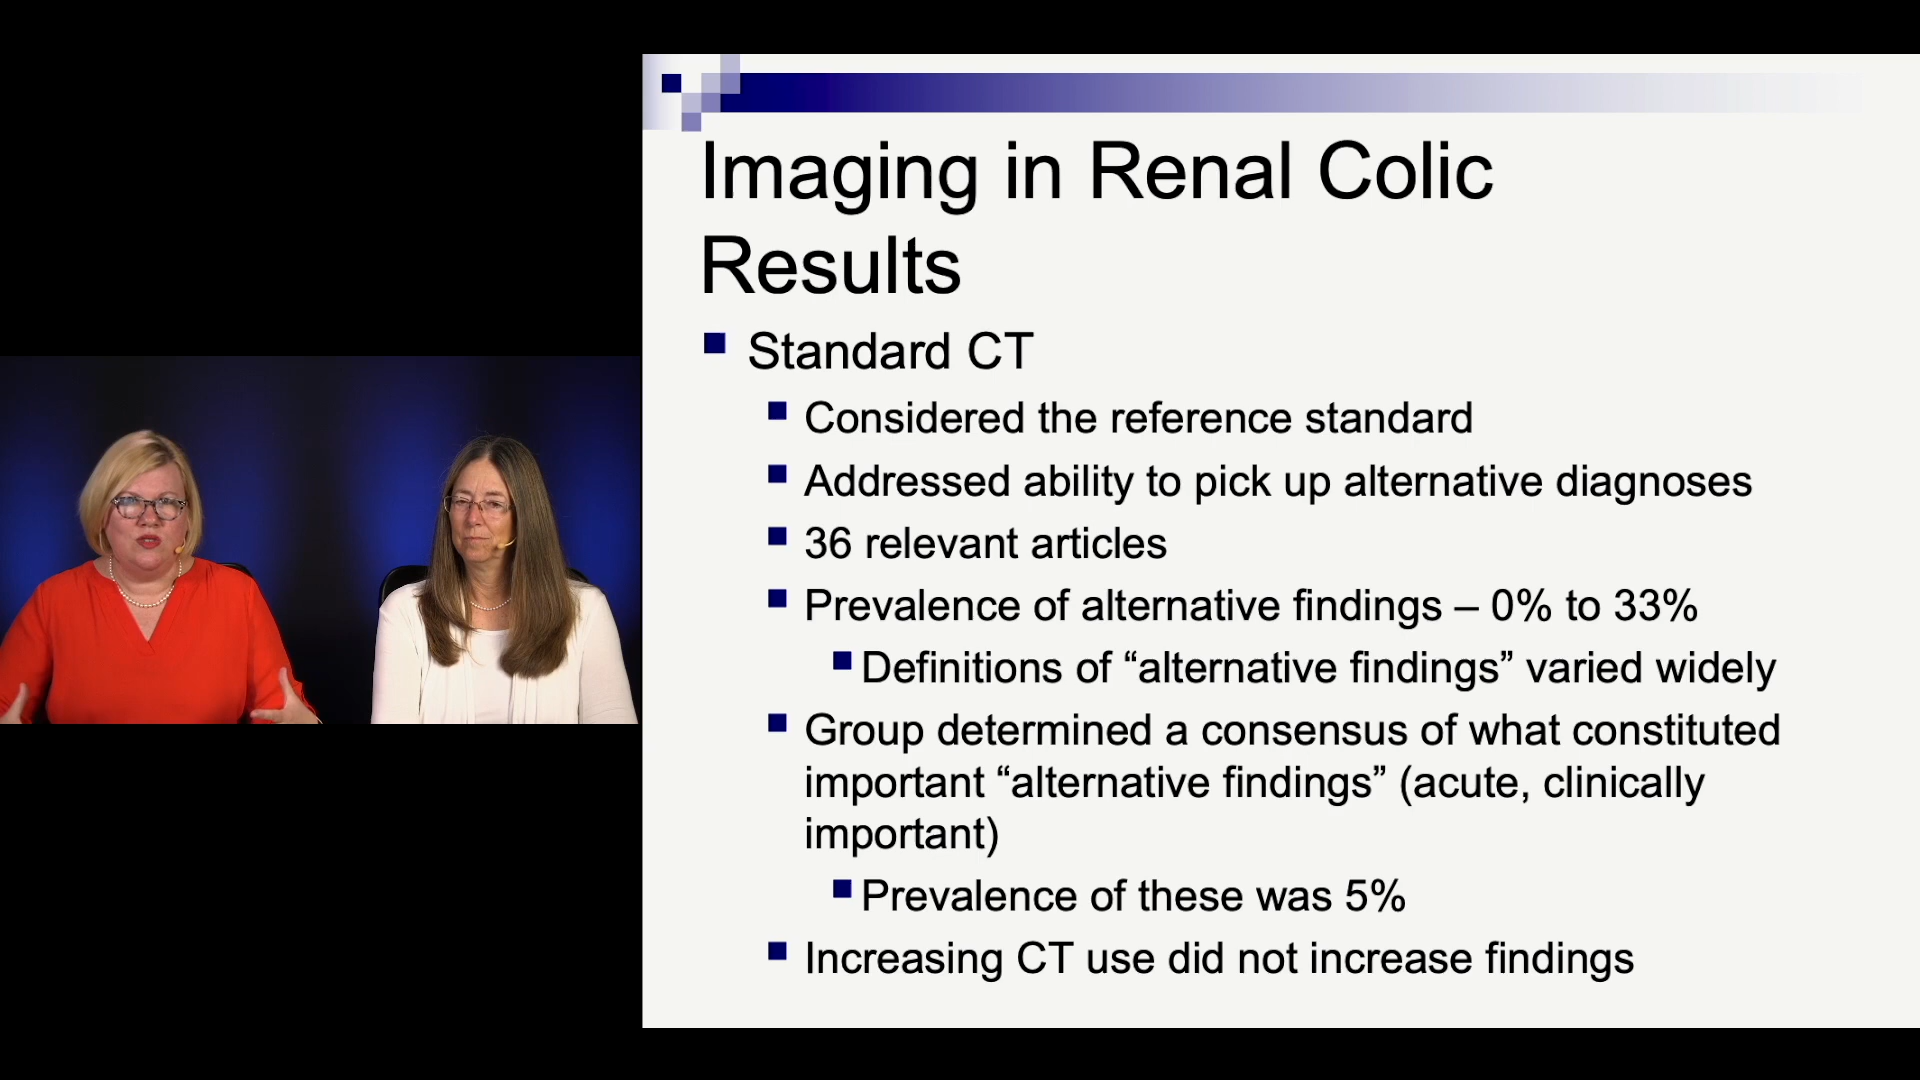 Imaging in Renal Colic
Results
Standard CT
Considered the reference standard
Addressed ability to pick up alternative diagnoses
36 relevant articles
Prevalence of alternative findings – 0% to 33%
Definitions of “alternative findings” varied widely
Group determined a consensus of what constituted
important “alternative findings” (acute, clinically
important)
Prevalence of these was 5%
Increasing CT use did not increase findings